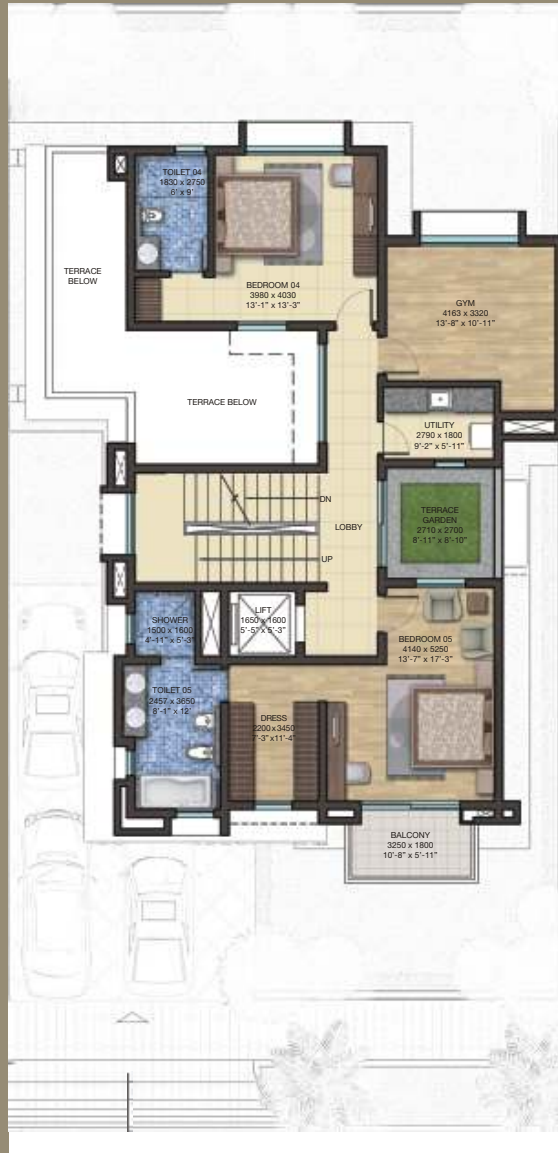 TOILET 04
1830 x 2750
6' x 9'
TERRACE
BELOW
BEDROOM 04
3980 x 4030
13'-1" x 13'-3"
GYM
4163 x 3320
13'-8" x 10'-11"
TERRACE BELOW
UTILITY
2790 x 1800
9'-2" x 5'-11"
DN
LOBBY
TERRACE
GARDEN
2710 x 2700
8'-11" x 8'-10"
UP
SHOWER
1500 x 1600
4'-11" x 5'-3"
LIFT
1650 x 1600
5'-5" x 5'-3"
BEDROOM 05
4140 x 5250
13'-7" x 17'-3"
TOILET 05
2457 x 3650
8'-1" x 12'
DRESS
2200 x 3450
7'-3" x 11'-4"
BALCONY
3250 x 1800
10'-8" x 5'-11"